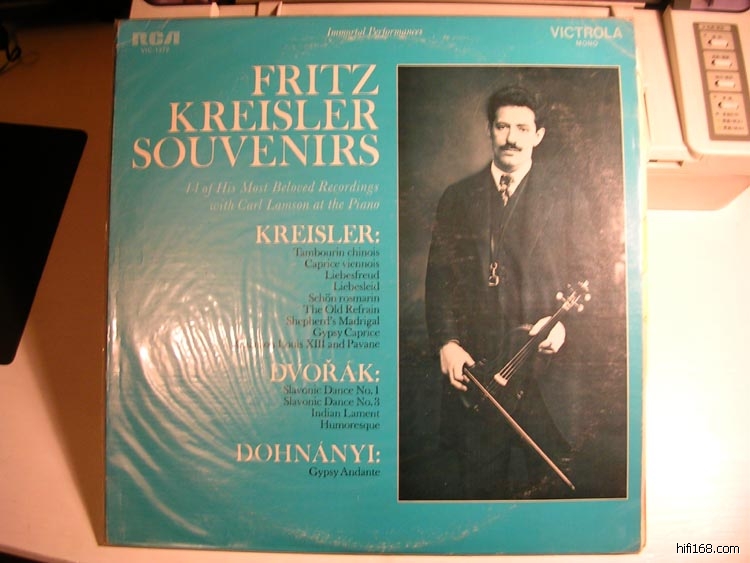 Immortal Performances
RCA
VICTROLA
VIC-1372
MONO
FRITZ
KREISLER
SOUVENIRS
14 of His Most Beloved Recordings
with Carl Lamson at the Piano
KREISLER:
Tambourin chinois
Caprice viennois
Liebesfreud
Liebesleid
Schön rosmarin
The Old Refrain
Shepherd's Madrigal
Gypsy Caprice
Louis XIII and Pavane
DVOŘÁK:
Slavonic Dance No. 1
Slavonic Dance No. 3
Indian Lament
Humoresque
DOHNÁNYI:
Gypsy Andante
hifi168.com